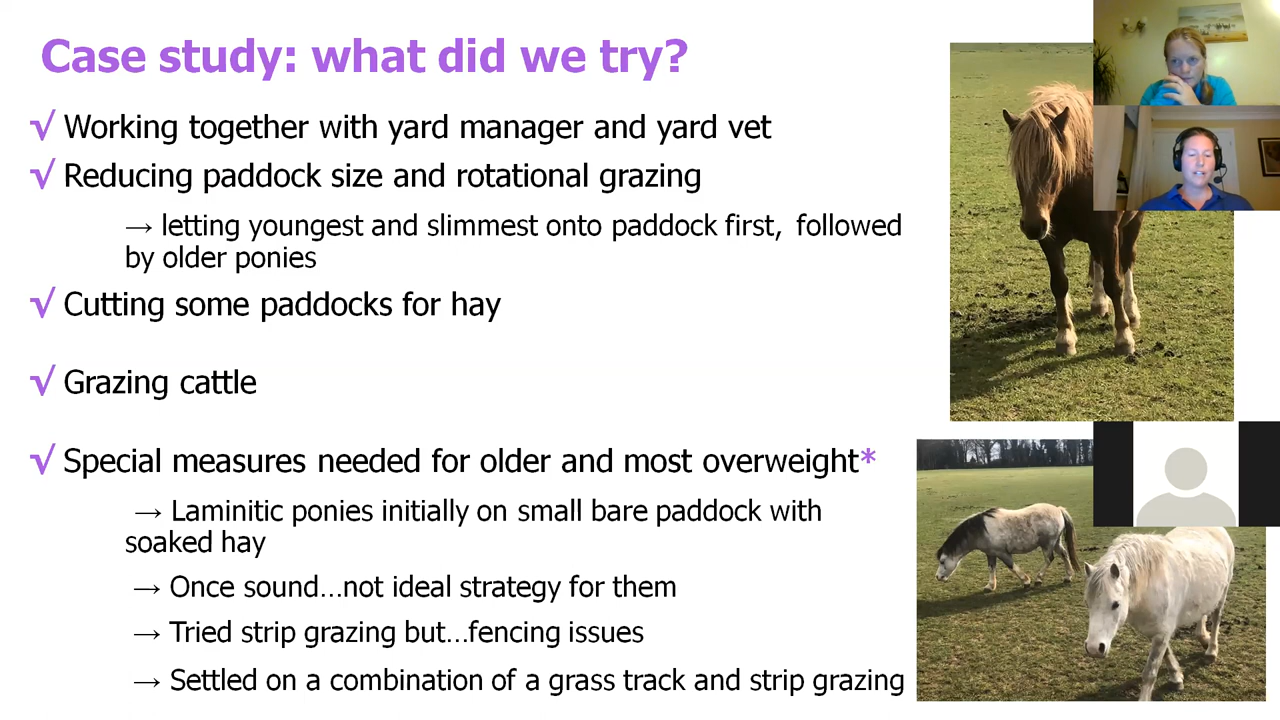 Case study: what did we try?
√ Working together with yard manager and yard vet
√ Reducing paddock size and rotational grazing
→ letting youngest and slimmest onto paddock first, followed
by older ponies
√ Cutting some paddocks for hay
√ Grazing cattle
√ Special measures needed for older and most overweight*
→ Laminitic ponies initially on small bare paddock with
soaked hay
→ Once sound...not ideal strategy for them
→ Tried strip grazing but...fencing issues
→ Settled on a combination of a grass track and strip grazing